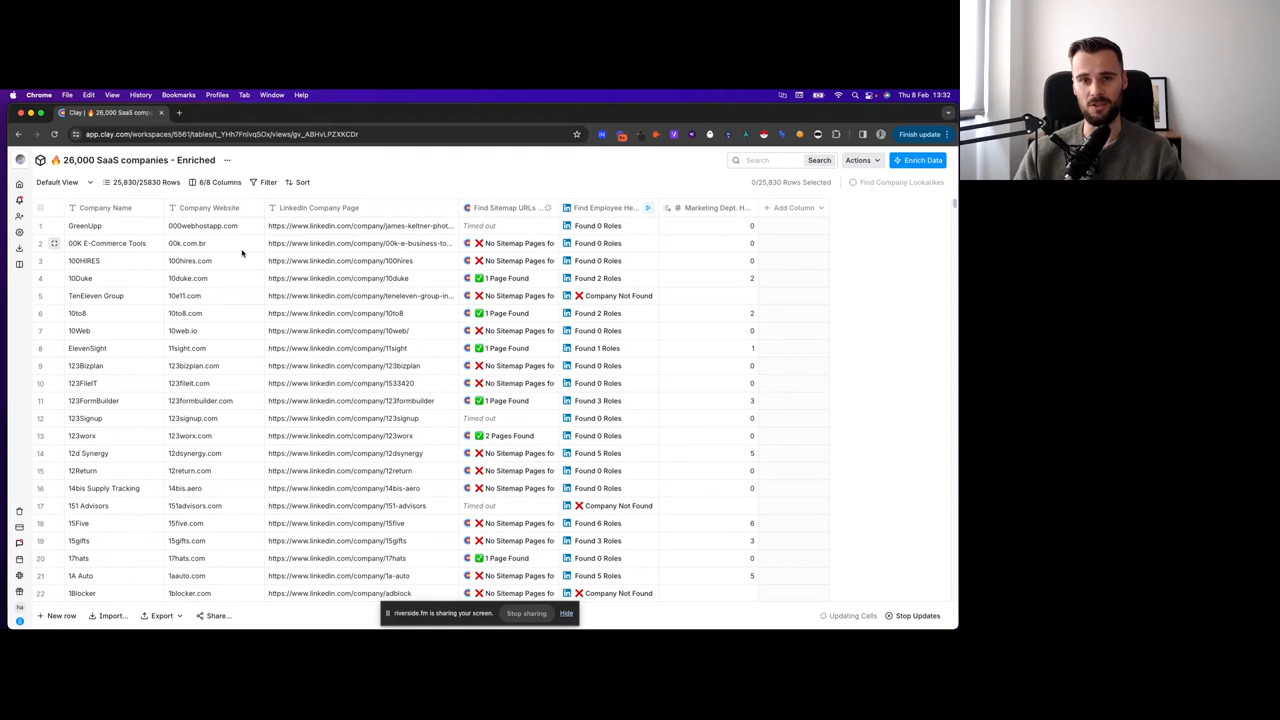 Chrome File Edit View History Bookmarks Profiles Tab Window Help Thu 8 Feb 13:32
Clay | 🔥 26,000 SaaS comp
app.clay.com/workspaces/5561/tables/t_YHh7FnIvqSOx/views/gv_ABHvLPZXKCDr Finish update
🔥 26,000 SaaS companies - Enriched ... Search Search Actions Enrich Data
Default View 25,830/25830 Rows 6/8 Columns Filter Sort 0/25,830 Rows Selected Find Company Lookalikes
Company Name Company Website LinkedIn Company Page Find Sitemap URLs ... Find Employee He... Marketing Dept. H... Add Column
1 GreenUpp 000webhostapp.com https://www.linkedin.com/company/james-keltner-phot... Timed out Found 0 Roles 0
2 00K E-Commerce Tools 00k.com.br https://www.linkedin.com/company/00k-e-business-to... ❌ No Sitemap Pages fo Found 0 Roles 0
3 100HIRES 100hires.com https://www.linkedin.com/company/100hires ❌ No Sitemap Pages fo Found 0 Roles 0
4 10Duke 10duke.com https://www.linkedin.com/company/10duke ✅ 1 Page Found Found 2 Roles 2
5 TenEleven Group 10e11.com https://www.linkedin.com/company/teneleven-group-in... ❌ No Sitemap Pages fo ❌ Company Not Found
6 10to8 10to8.com https://www.linkedin.com/company/10to8 ✅ 1 Page Found Found 2 Roles 2
7 10Web 10web.io https://www.linkedin.com/company/10web/ ❌ No Sitemap Pages fo Found 0 Roles 0
8 ElevenSight 11sight.com https://www.linkedin.com/company/11sight ✅ 1 Page Found Found 1 Roles 1
9 123Bizplan 123bizplan.com https://www.linkedin.com/company/123bizplan ❌ No Sitemap Pages fo Found 0 Roles 0
10 123FileIT 123fileit.com https://www.linkedin.com/company/1533420 ❌ No Sitemap Pages fo Found 0 Roles 0
11 123FormBuilder 123formbuilder.com https://www.linkedin.com/company/123formbuilder ✅ 1 Page Found Found 3 Roles 3
12 123Signup 123signup.com https://www.linkedin.com/company/123signup Timed out Found 0 Roles 0
13 123worx 123worx.com https://www.linkedin.com/company/123worx ✅ 2 Pages Found Found 0 Roles 0
14 12d Synergy 12dsynergy.com https://www.linkedin.com/company/12dsynergy ❌ No Sitemap Pages fo Found 5 Roles 5
15 12Return 12return.com https://www.linkedin.com/company/12return ❌ No Sitemap Pages fo Found 0 Roles 0
16 14bis Supply Tracking 14bis.aero https://www.linkedin.com/company/14bis-aero ❌ No Sitemap Pages fo Found 0 Roles 0
17 151 Advisors 151advisors.com https://www.linkedin.com/company/151-advisors Timed out ❌ Company Not Found
18 15Five 15five.com https://www.linkedin.com/company/15five ❌ No Sitemap Pages fo Found 6 Roles 6
19 15gifts 15gifts.com https://www.linkedin.com/company/15gifts ❌ No Sitemap Pages fo Found 3 Roles 3
20 17hats 17hats.com https://www.linkedin.com/company/17hats ✅ 1 Page Found Found 0 Roles 0
21 1A Auto 1aauto.com https://www.linkedin.com/company/1a-auto ❌ No Sitemap Pages fo Found 5 Roles 5
22 1Blocker 1blocker.com https://www.linkedin.com/company/adblock ❌ No Sitemap Pages fo ❌ Company Not Found
riverside.fm is sharing your screen. Stop sharing Hide
New row Import... Export Share... Updating Cells Stop Updates